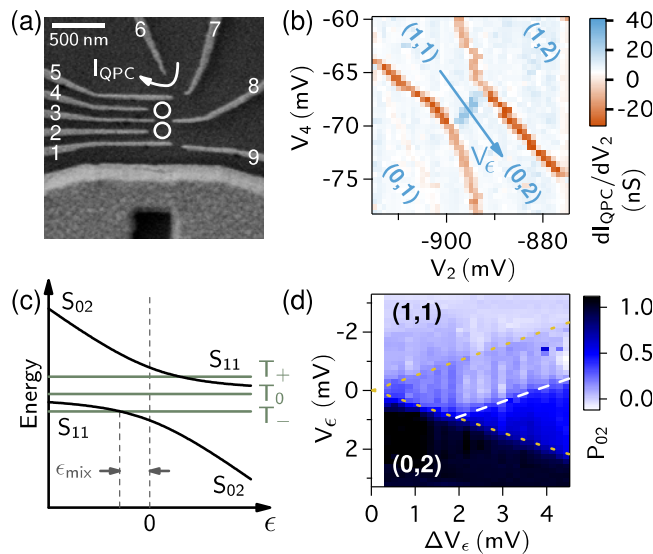 (a)
500 nm
6
7
I_QPC
5
4
3
2
1
8
9
(b)
-60
-65
-70
-75
V_4 (mV)
(1,1)
(1,2)
(0,1)
(0,2)
V_ϵ
-900
-880
V_2 (mV)
40
20
0
-20
dI_QPC/dV_2
(nS)
(c)
S_02
S_11
T_+
T_0
T_-
S_11
S_02
Energy
ϵ_mix
0
ϵ
(d)
(1,1)
(0,2)
-2
0
2
V_ϵ (mV)
0
1
2
3
4
ΔV_ϵ (mV)
1.0
0.5
0.0
P_02